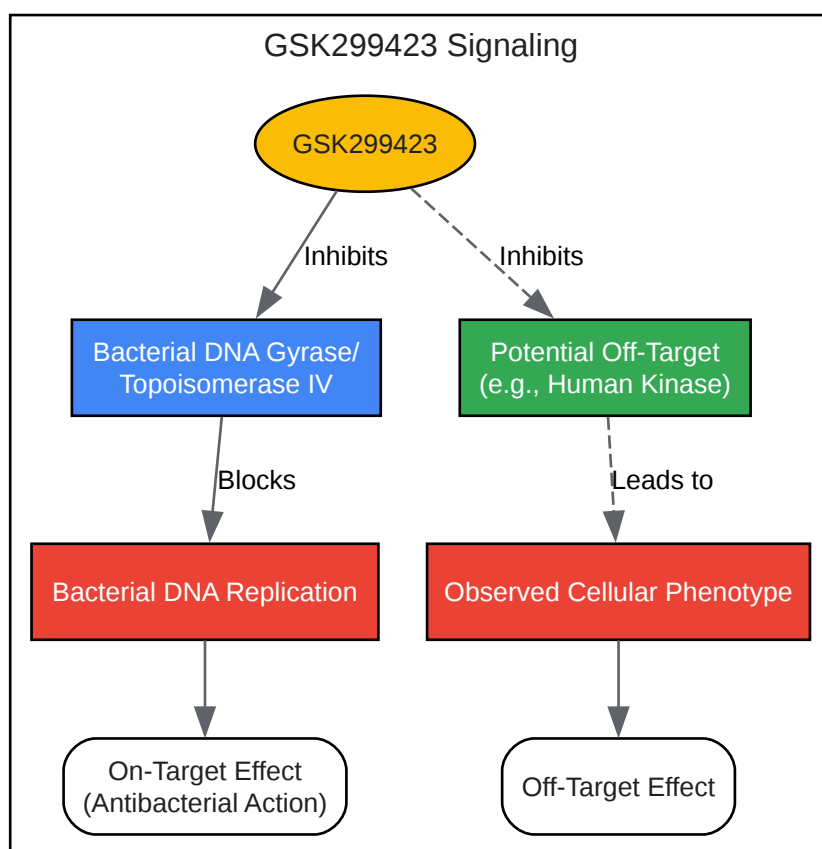 GSK299423 Signaling
GSK299423
Inhibits
Inhibits
Bacterial DNA Gyrase/
Topoisomerase IV
Potential Off-Target
(e.g., Human Kinase)
Blocks
Leads to
Bacterial DNA Replication
Observed Cellular Phenotype
On-Target Effect
(Antibacterial Action)
Off-Target Effect